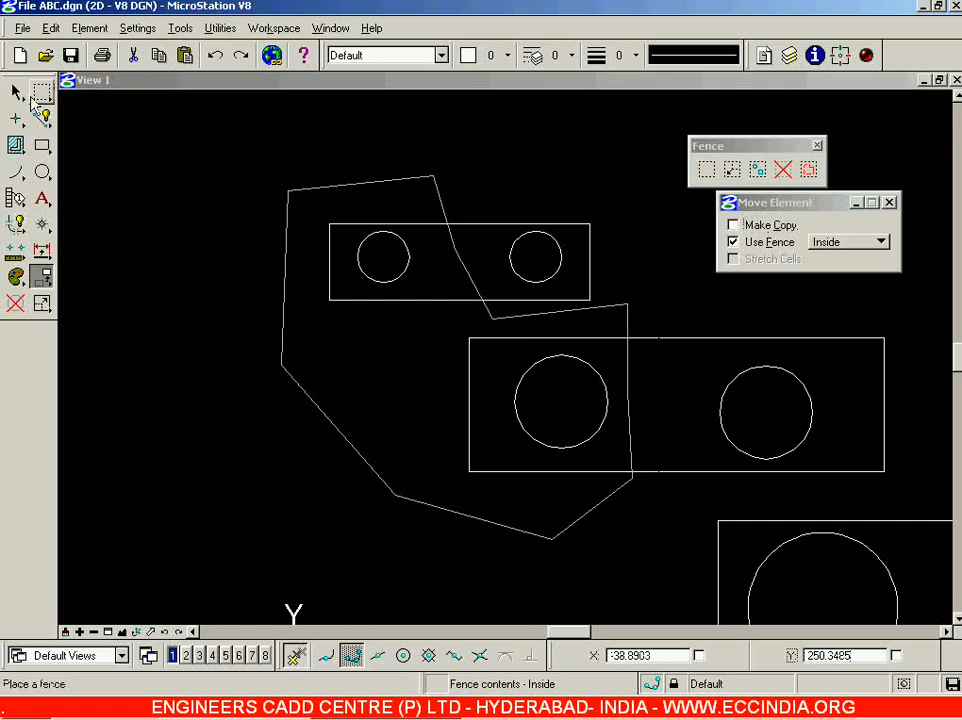 File ABC.dgn (2D - V8 DGN) - MicroStation V8
File Edit Element Settings Tools Utilities Workspace Window Help
Default 0 0 0
View 1
Fence
Move Element
Make Copy
Use Fence Inside
Stretch Cells
Y
Default Views 1 2 3 4 5 6 7 8 X: -38.8903 Y: 250.3485
Place a fence Fence contents - Inside Default
ENGINEERS CADD CENTRE (P) LTD - HYDERABAD- INDIA - WWW.ECCINDIA.ORG